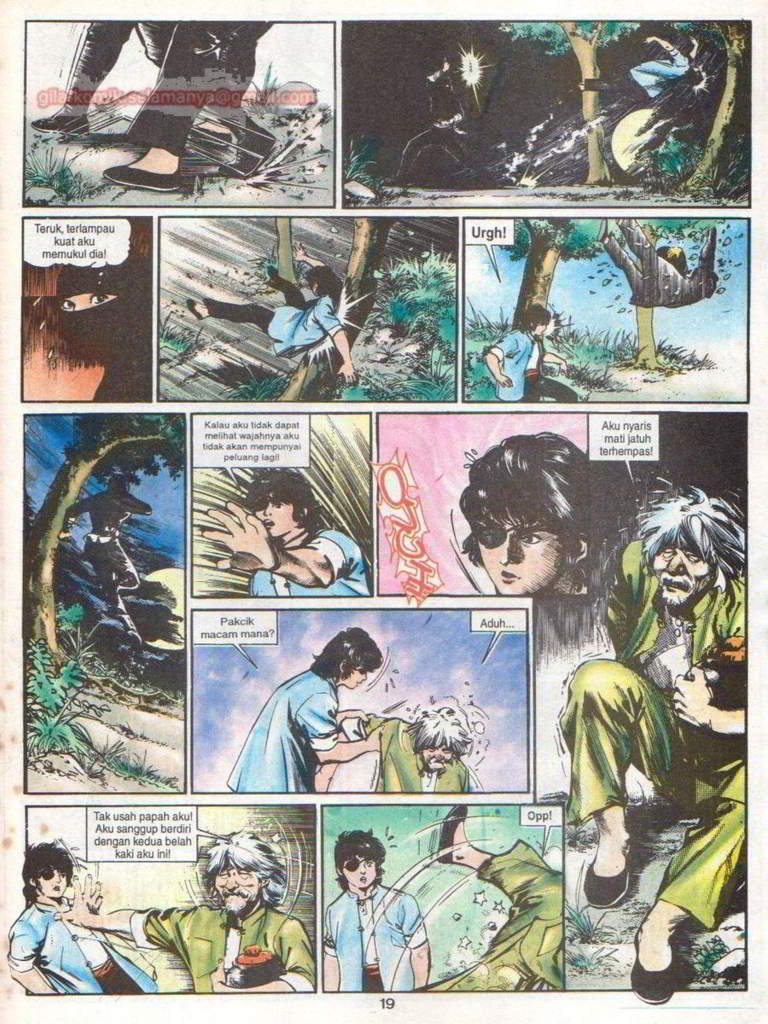 gilerkomikselamanya@gmail.com
Teruk, terlampau
kuat aku
memukul dia!
Urgh!
Kalau aku tidak dapat
melihat wajahnya aku
tidak akan mempunyai
peluang lagi!
Aku nyaris
mati jatuh
terhempas!
Pakcik
macam mana?
Aduh...
Tak usah papah aku!
Aku sanggup berdiri
dengan kedua belah
kaki aku ini!
Opp!
19